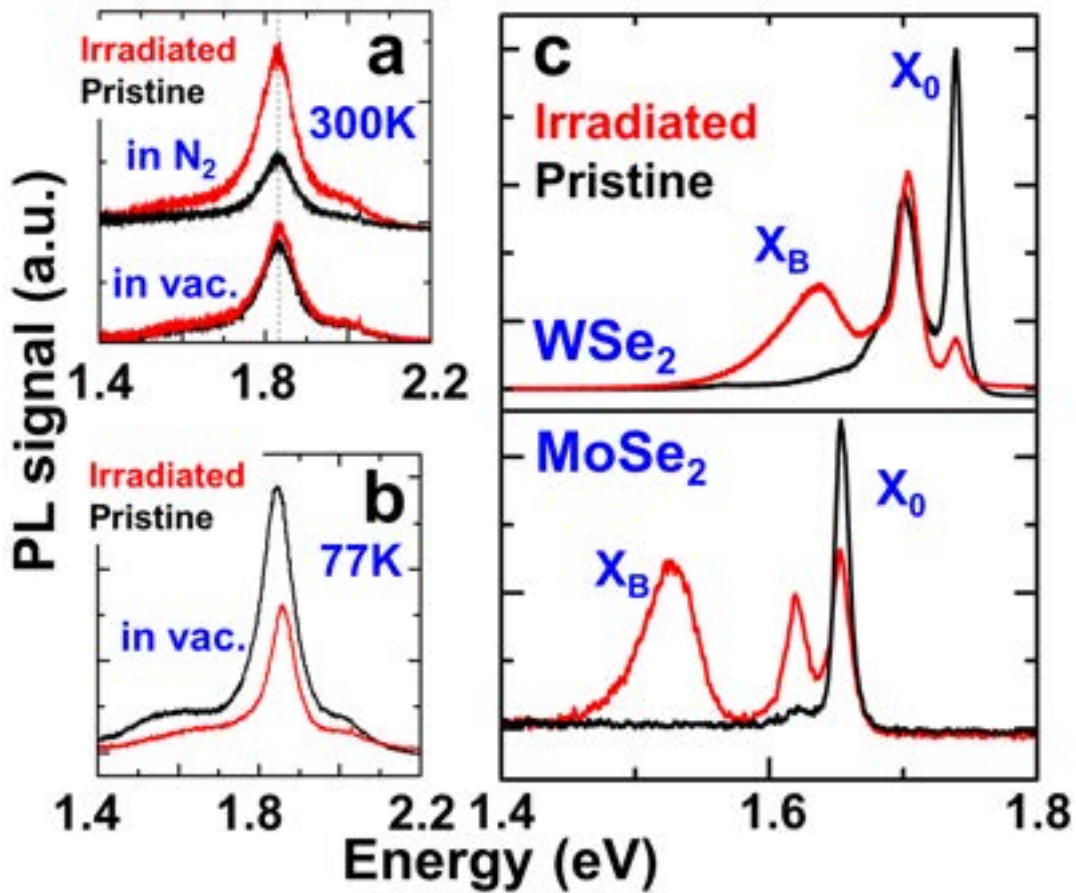 PL signal (a.u.)
Irradiated
Pristine
a
300K
in N₂
in vac.
1.4
1.8
2.2
Irradiated
Pristine
b
77K
in vac.
1.4
1.8
2.2
c
X₀
Irradiated
Pristine
X_B
WSe₂
MoSe₂
X₀
X_B
1.4
1.6
1.8
Energy (eV)